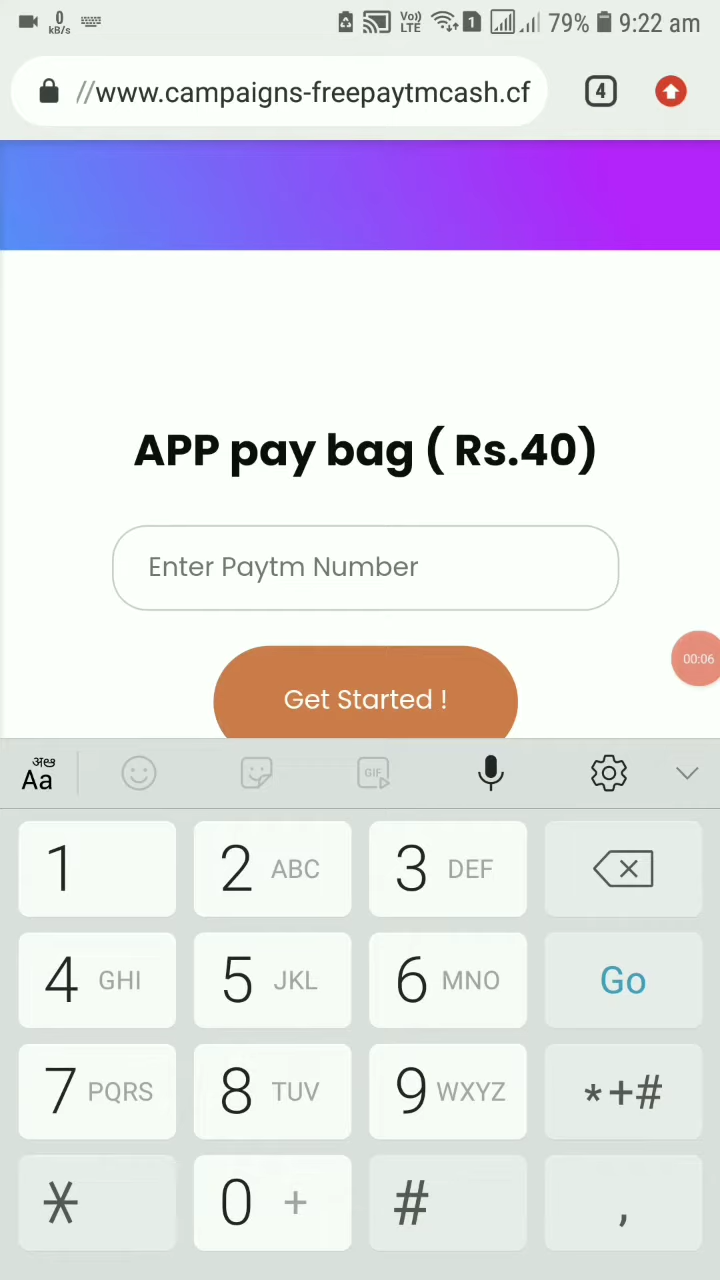 0 kB/s Vo)) LTE 1 79% 9:22 am
//www.campaigns-freepaytmcash.cf 4
APP pay bag ( Rs.40)
Enter Paytm Number
00:06
Get Started !
अആ Aa GIF
1 2 ABC 3 DEF
4 GHI 5 JKL 6 MNO Go
7 PQRS 8 TUV 9 WXYZ *+#
* 0 + # ,